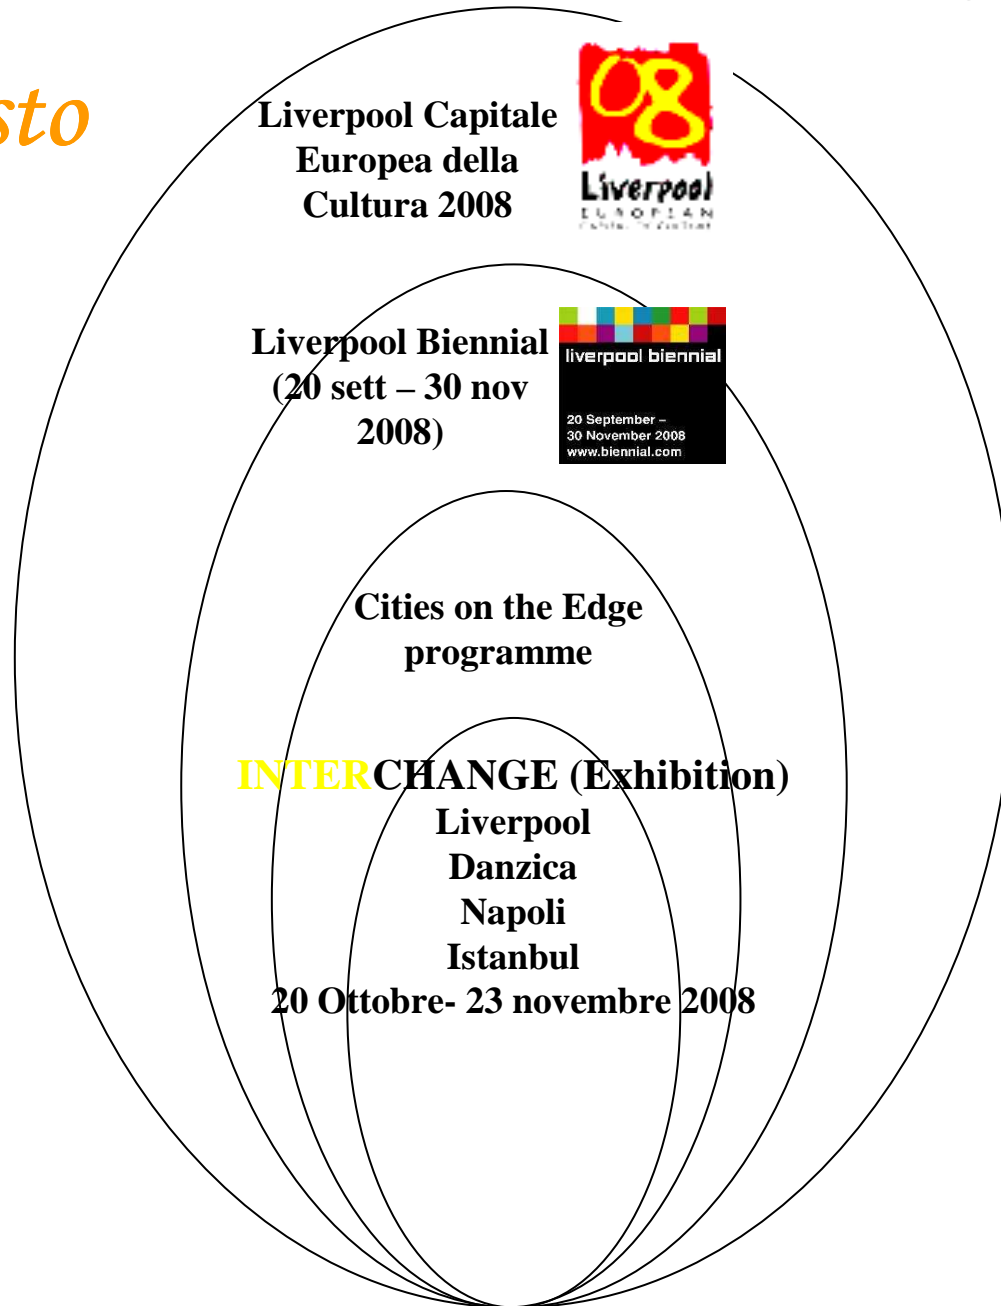 sto
Liverpool Capitale
Europea della
Cultura 2008
08
Liverpool
EUROPEAN
Liverpool Biennial
(20 sett – 30 nov
2008)
liverpool biennial
20 September –
30 November 2008
www.biennial.com
Cities on the Edge
programme
INTERCHANGE (Exhibition)
Liverpool
Danzica
Napoli
Istanbul
20 Ottobre- 23 novembre 2008